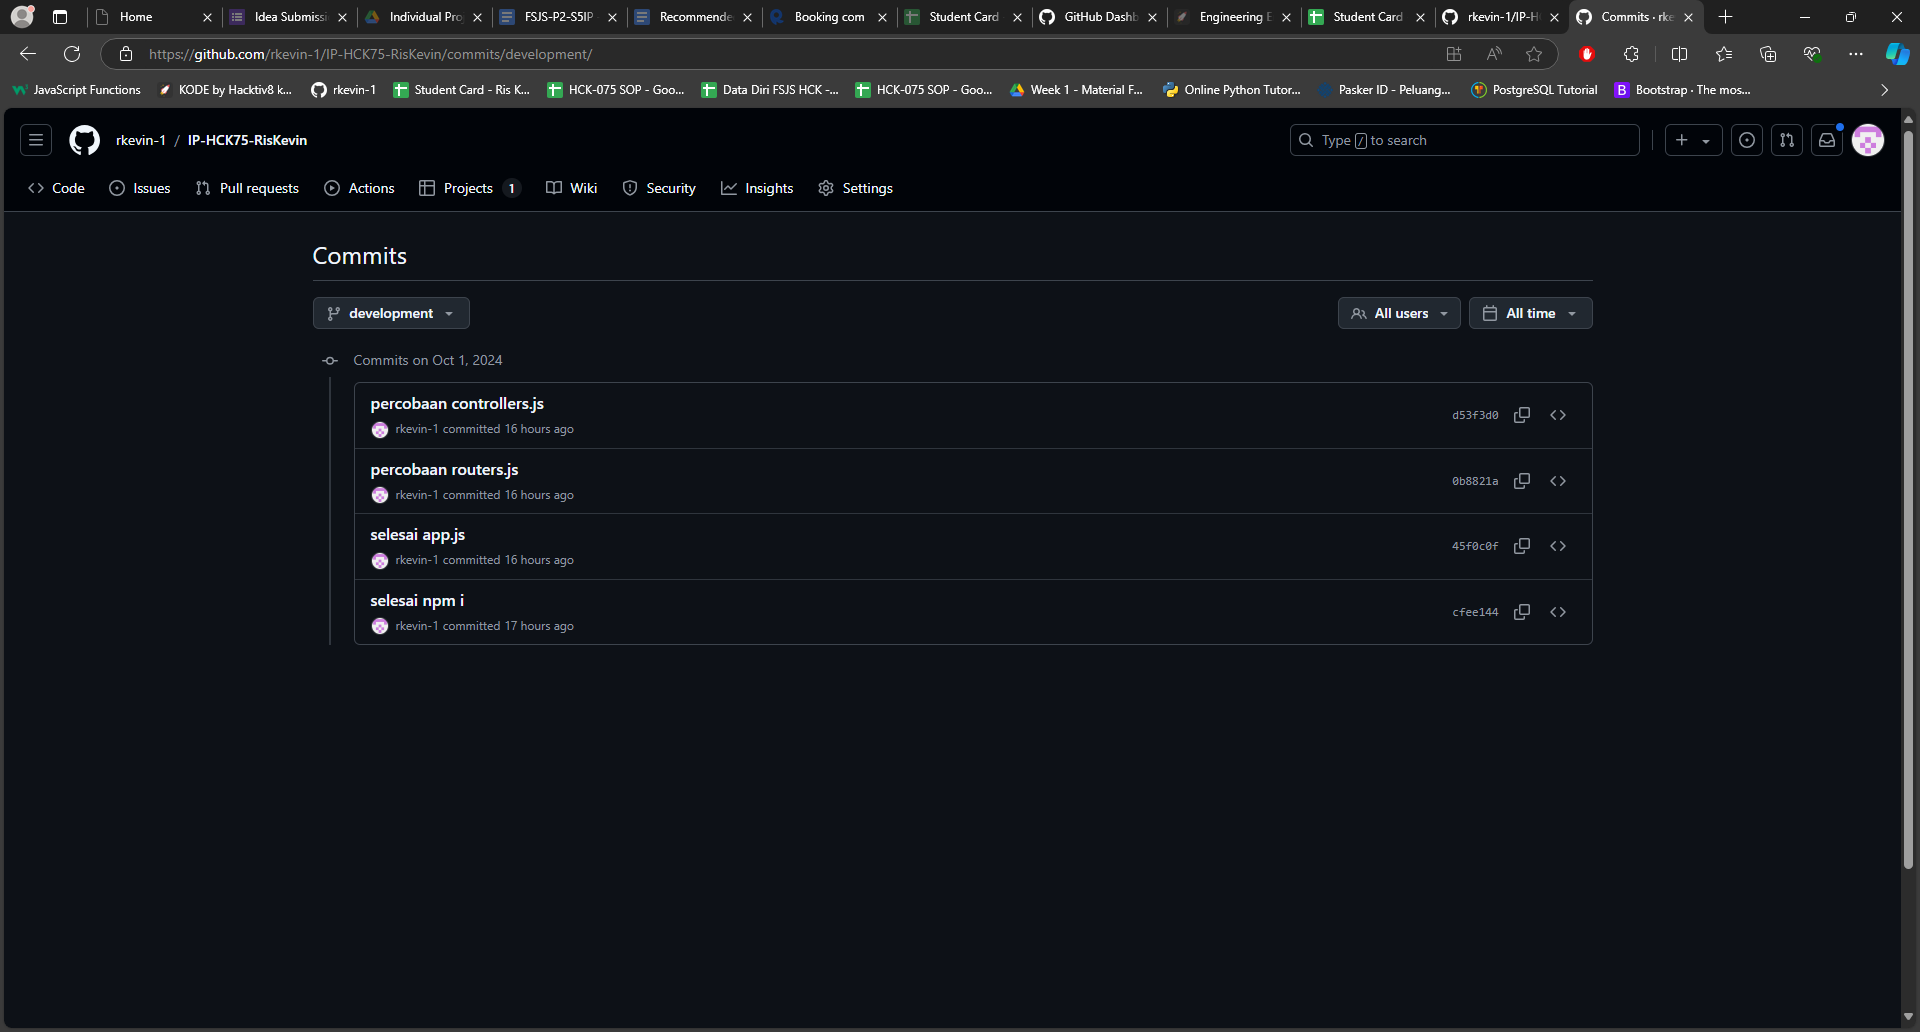 Home
Idea Submissi
Individual Pro
FSJS-P2-S5IP
Recommende
Booking com
Student Card
GitHub Dashb
Engineering E
Student Card
rkevin-1/IP-H
Commits · rke
https://github.com/rkevin-1/IP-HCK75-RisKevin/commits/development/
JavaScript Functions
KODE by Hacktiv8 k...
rkevin-1
Student Card - Ris K...
HCK-075 SOP - Goo...
Data Diri FSJS HCK -...
HCK-075 SOP - Goo...
Week 1 - Material F...
Online Python Tutor...
Pasker ID - Peluang...
PostgreSQL Tutorial
Bootstrap · The mos...
rkevin-1 / IP-HCK75-RisKevin
Type / to search
Code
Issues
Pull requests
Actions
Projects 1
Wiki
Security
Insights
Settings
Commits
development
All users
All time
Commits on Oct 1, 2024
percobaan controllers.js
rkevin-1 committed 16 hours ago
d53f3d0
percobaan routers.js
rkevin-1 committed 16 hours ago
0b8821a
selesai app.js
rkevin-1 committed 16 hours ago
45f0c0f
selesai npm i
rkevin-1 committed 17 hours ago
cfee144